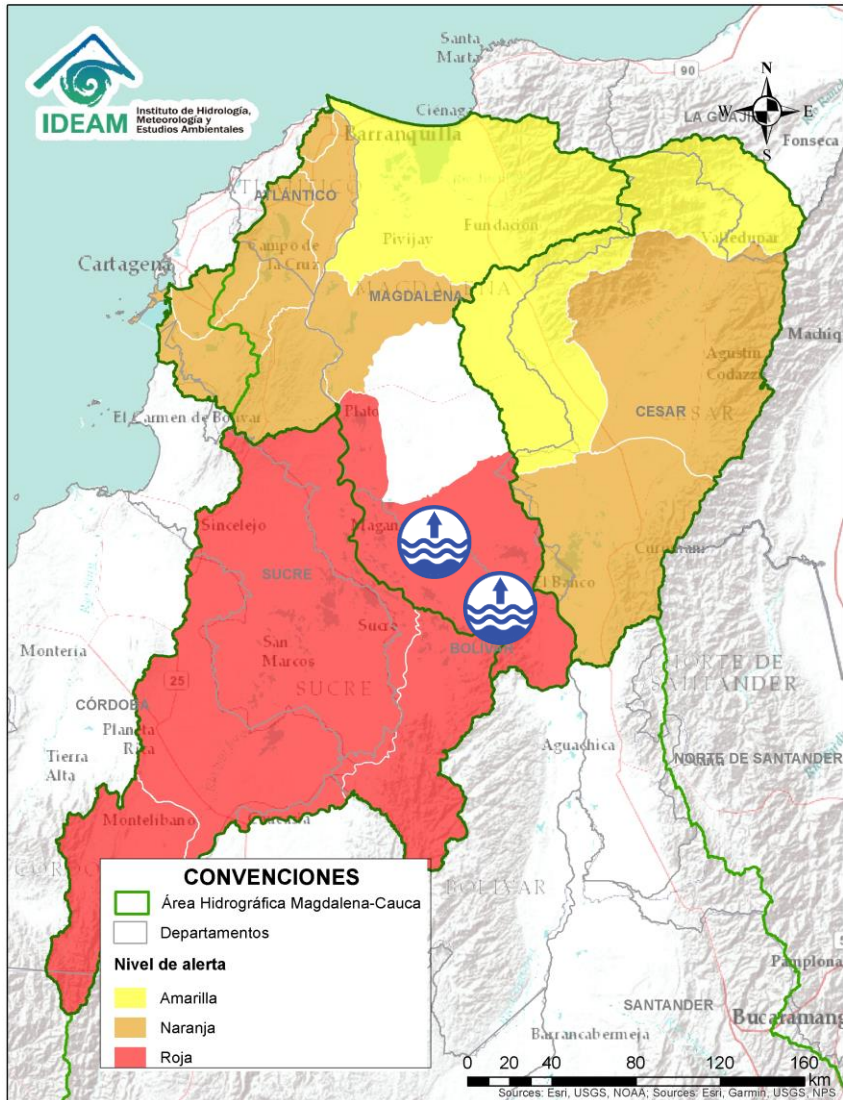 IDEAM
Instituto de Hidrología,
Meteorología y
Estudios Ambientales
Santa
Marta
90
N
W
E
S
Ciénaga
LA GUAJI
Fonseca
Barranquilla
ATLÁNTICO
Fundación
Pivijay
Valledupar
Campo de
la Cruz
Cartagena
MAGDALENA
Machiq
Agustín
Codazzi
CESAR
El Carmen de Bolívar
Plato
Sincelejo
Magan
SUCRE
El Banco
Sucre
San
Marcos
BOLÍVAR
Montería
25
SUCRE
NORTE DE
SANTANDER
CÓRDOBA
Planeta
Rica
Tierra
Alta
Aguachica
NORTE DE SANTANDER
Montelíbano
BOLÍVAR
CONVENCIONES
Área Hidrográfica Magdalena-Cauca
Departamentos
Nivel de alerta
Amarilla
Naranja
Roja
Pamplona
SANTANDER
Bucaramang
Barrancabermeja
0 20 40 80 120 160
km
Sources: Esri, USGS, NOAA; Sources: Esri, Garmin, USGS, NPS